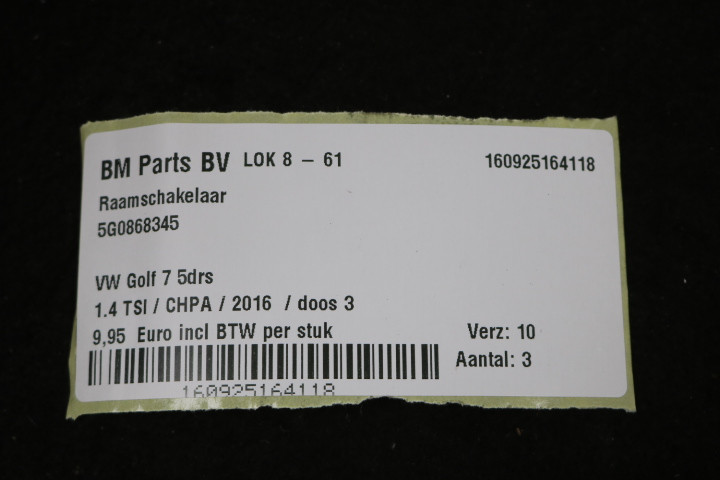 BM Parts BV LOK 8 – 61 160925164118
Raamschakelaar
5G0868345
VW Golf 7 5drs
1.4 TSI / CHPA / 2016 / doos 3
9,95 Euro incl BTW per stuk Verz: 10
Aantal: 3
160925164118